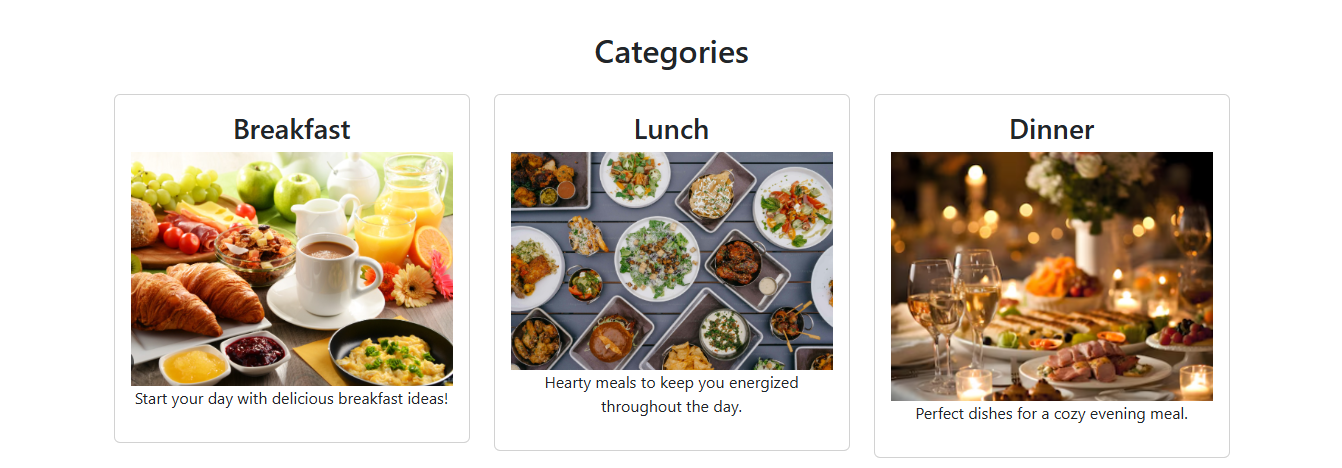 Categories
Breakfast
Start your day with delicious breakfast ideas!
Lunch
Hearty meals to keep you energized
throughout the day.
Dinner
Perfect dishes for a cozy evening meal.